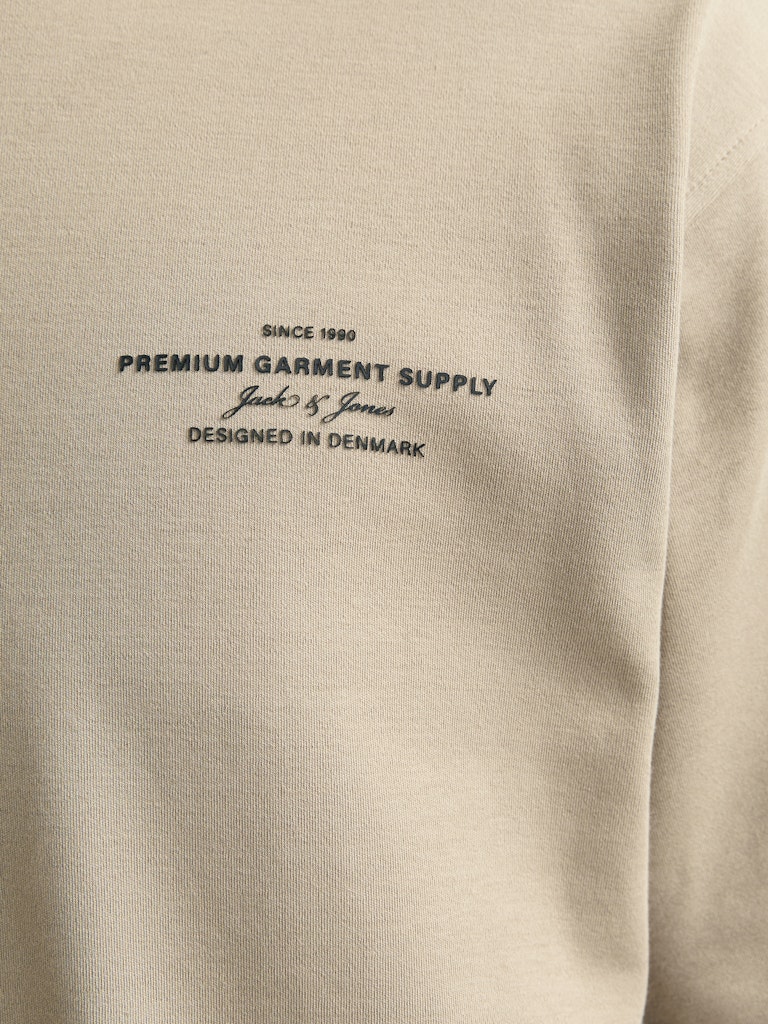 SINCE 1990
PREMIUM GARMENT SUPPLY
Jack & Jones
DESIGNED IN DENMARK